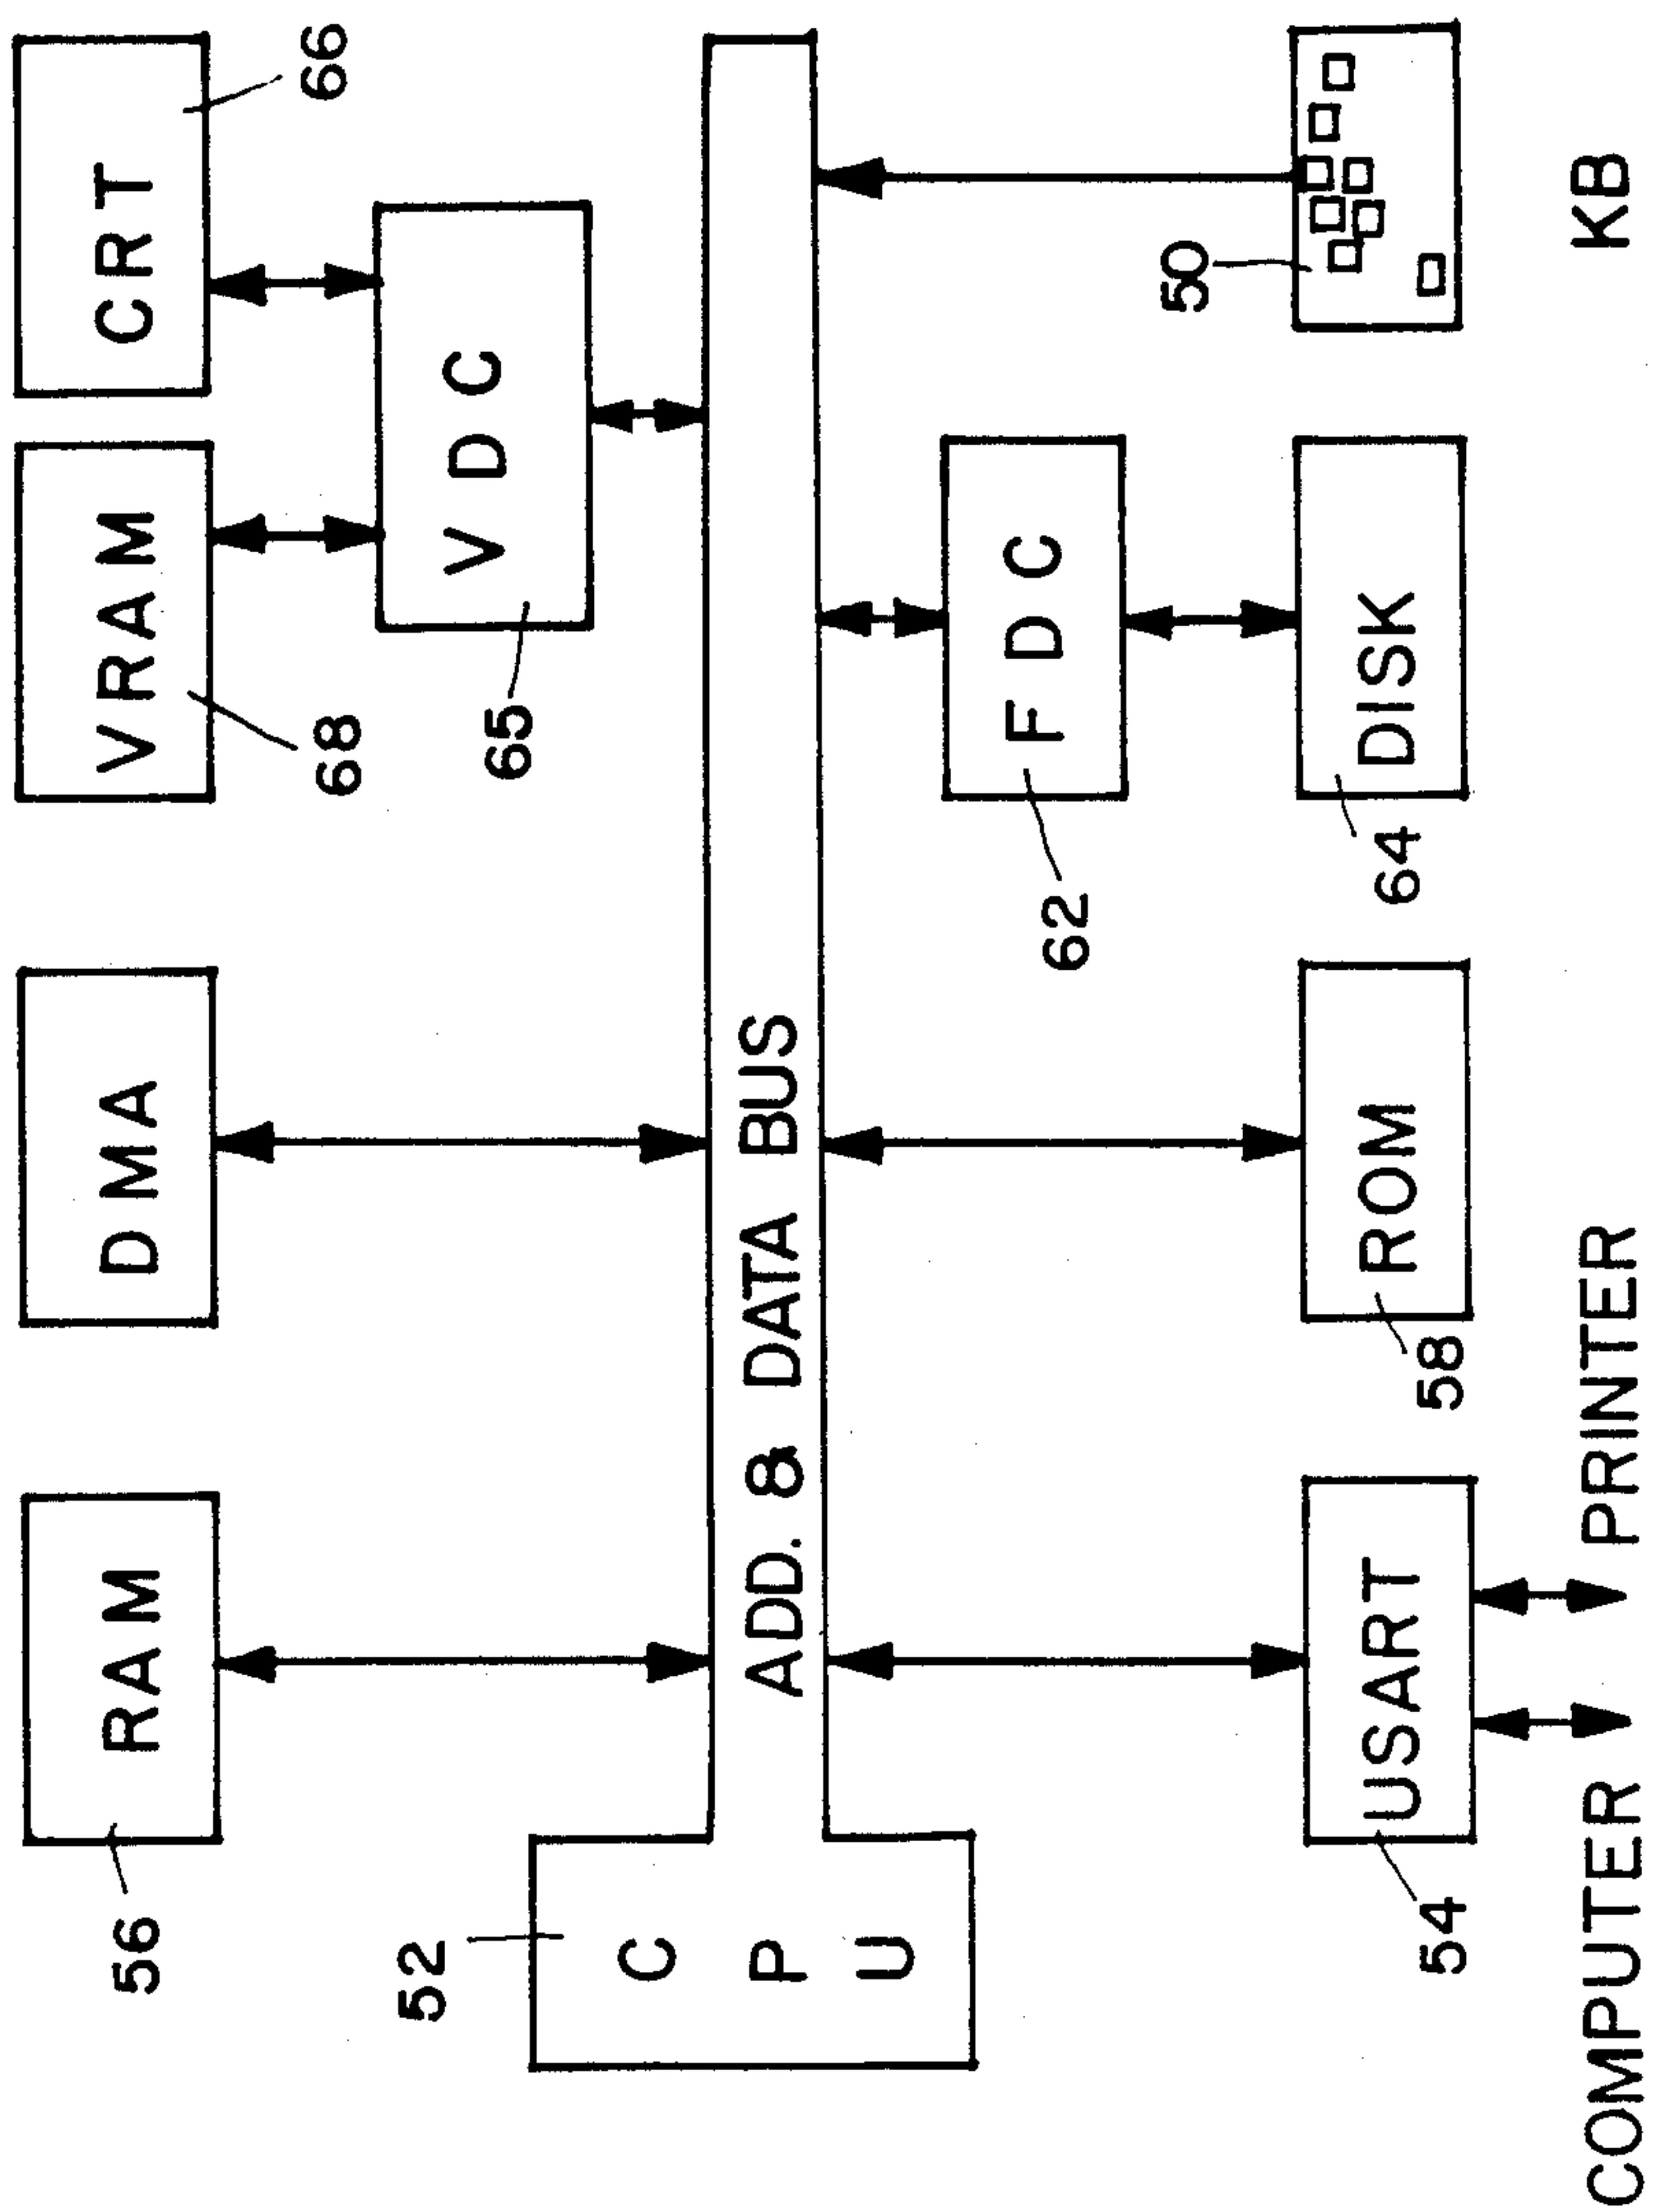 RAM
DMA
VRAM
CRT
56
68
66
VDC
65
52
C
P
U
ADD. & DATA BUS
FDC
62
50
USART
ROM
DISK
54
58
64
COMPUTER
PRINTER
KB